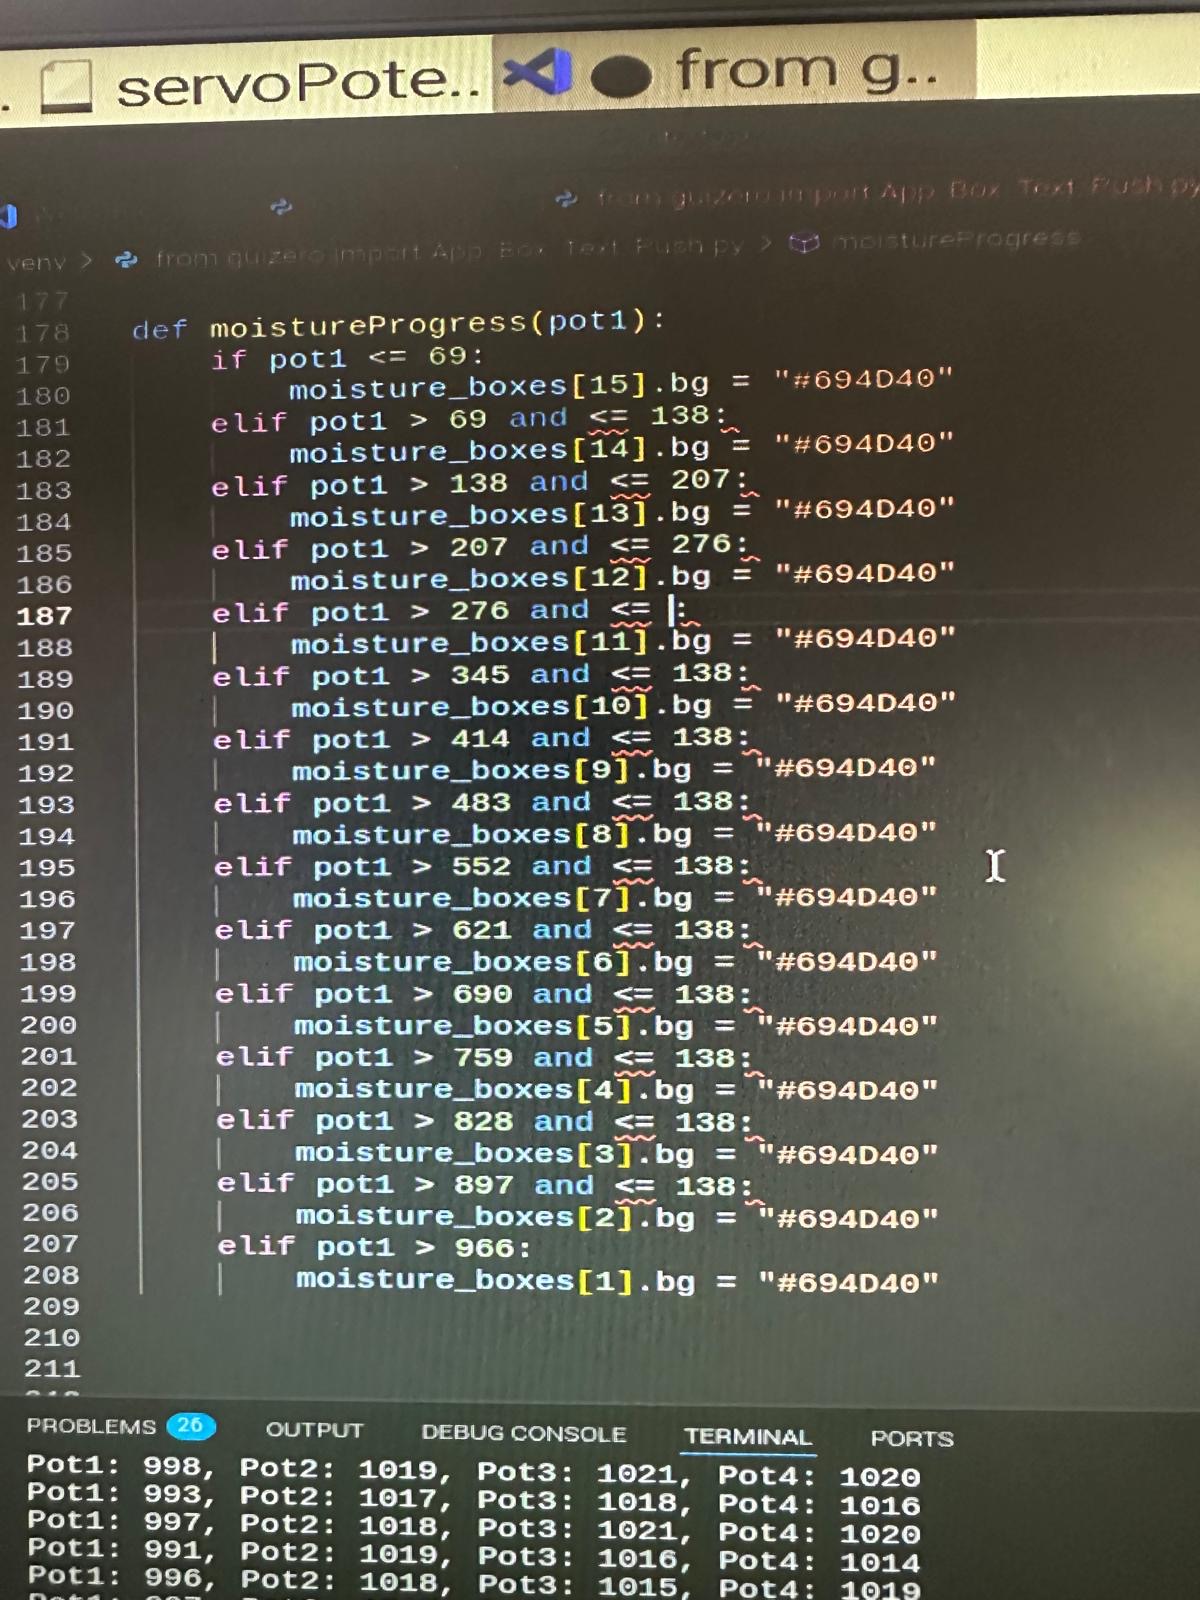 servoPote.. from g..
from guizero import App Box Text Push.py
venv > from guizero import App Box Text Push.py > moistureProgress
177
178 def moistureProgress(pot1):
179 if pot1 <= 69:
180 moisture_boxes[15].bg = "#694D40"
181 elif pot1 > 69 and <= 138:
182 moisture_boxes[14].bg = "#694D40"
183 elif pot1 > 138 and <= 207:
184 moisture_boxes[13].bg = "#694D40"
185 elif pot1 > 207 and <= 276:
186 moisture_boxes[12].bg = "#694D40"
187 elif pot1 > 276 and <= :
188 moisture_boxes[11].bg = "#694D40"
189 elif pot1 > 345 and <= 138:
190 moisture_boxes[10].bg = "#694D40"
191 elif pot1 > 414 and <= 138:
192 moisture_boxes[9].bg = "#694D40"
193 elif pot1 > 483 and <= 138:
194 moisture_boxes[8].bg = "#694D40"
195 elif pot1 > 552 and <= 138:
196 moisture_boxes[7].bg = "#694D40"
197 elif pot1 > 621 and <= 138:
198 moisture_boxes[6].bg = "#694D40"
199 elif pot1 > 690 and <= 138:
200 moisture_boxes[5].bg = "#694D40"
201 elif pot1 > 759 and <= 138:
202 moisture_boxes[4].bg = "#694D40"
203 elif pot1 > 828 and <= 138:
204 moisture_boxes[3].bg = "#694D40"
205 elif pot1 > 897 and <= 138:
206 moisture_boxes[2].bg = "#694D40"
207 elif pot1 > 966:
208 moisture_boxes[1].bg = "#694D40"
209
210
211
PROBLEMS 26 OUTPUT DEBUG CONSOLE TERMINAL PORTS
Pot1: 998, Pot2: 1019, Pot3: 1021, Pot4: 1020
Pot1: 993, Pot2: 1017, Pot3: 1018, Pot4: 1016
Pot1: 997, Pot2: 1018, Pot3: 1021, Pot4: 1020
Pot1: 991, Pot2: 1019, Pot3: 1016, Pot4: 1014
Pot1: 996, Pot2: 1018, Pot3: 1015, Pot4: 1019